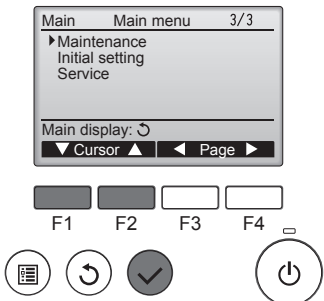 Main Main menu 3/3
Maintenance
Initial setting
Service
Main display:
Cursor Page
F1 F2 F3 F4